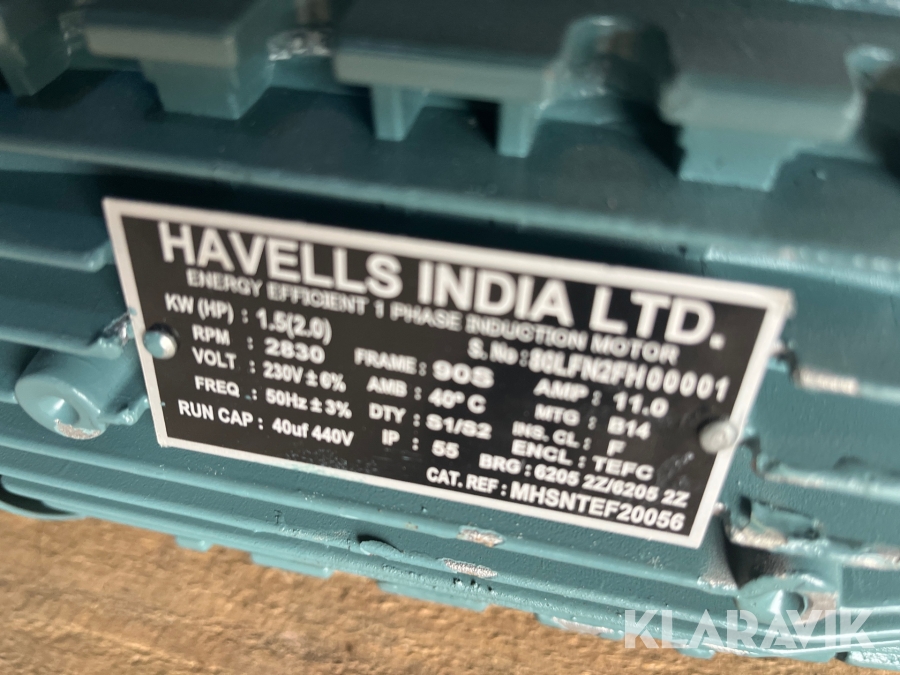 HAVELLS INDIA LTD.
ENERGY EFFICIENT 1 PHASE INDUCTION MOTOR
KW (HP) : 1.5(2.0) S. No : 80LFN2FH00001
RPM : 2830 FRAME : 90S AMP : 11.0
VOLT : 230V ± 6% AMB : 40° C MTG : B14
FREQ : 50Hz ± 3% DTY : S1/S2 INS. CL : F
RUN CAP : 40uf 440V IP : 55 ENCL : TEFC
BRG : 6205 2Z/6205 2Z
CAT. REF : MHSNTEF20056
KLARAVIK